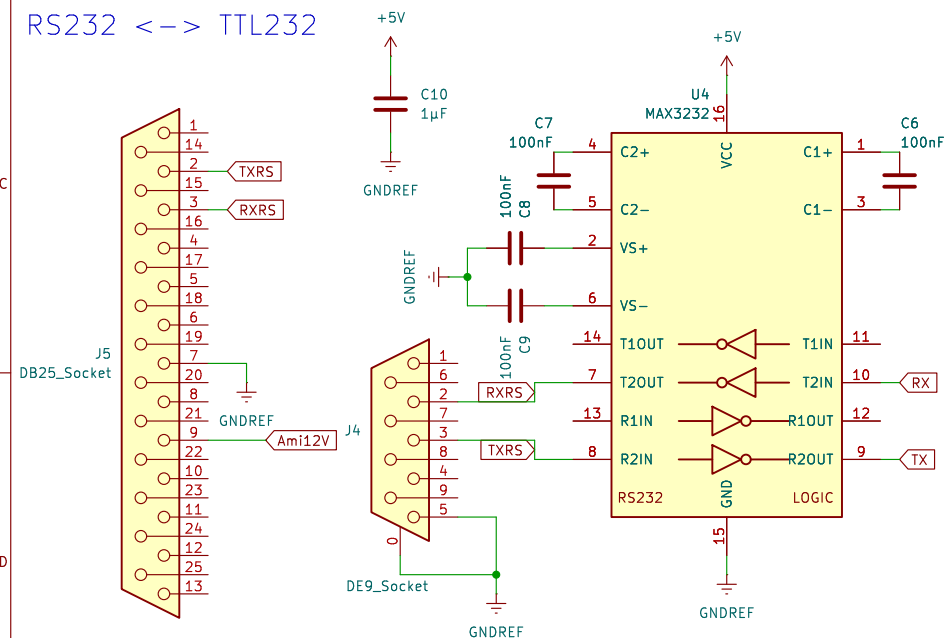 RS232 <-> TTL232
+5V
C10
1µF
GNDREF
+5V
U4
MAX3232
16
VCC
C7
100nF
4
C2+
5
C2-
C6
100nF
1
C1+
3
C1-
100nF
C8
2
VS+
GNDREF
6
VS-
100nF
C9
14
T1OUT
T1IN
11
7
T2OUT
T2IN
10
RX
13
R1IN
R1OUT
12
8
R2IN
R2OUT
9
TX
RS232
GND
LOGIC
15
GNDREF
J5
DB25_Socket
1
14
2
TXRS
15
3
RXRS
16
4
17
5
18
6
19
7
20
8
GNDREF
21
9
Ami12V
22
10
23
11
24
12
25
13
J4
1
6
2
RXRS
7
3
TXRS
8
4
9
5
0
DE9_Socket
GNDREF
C
D